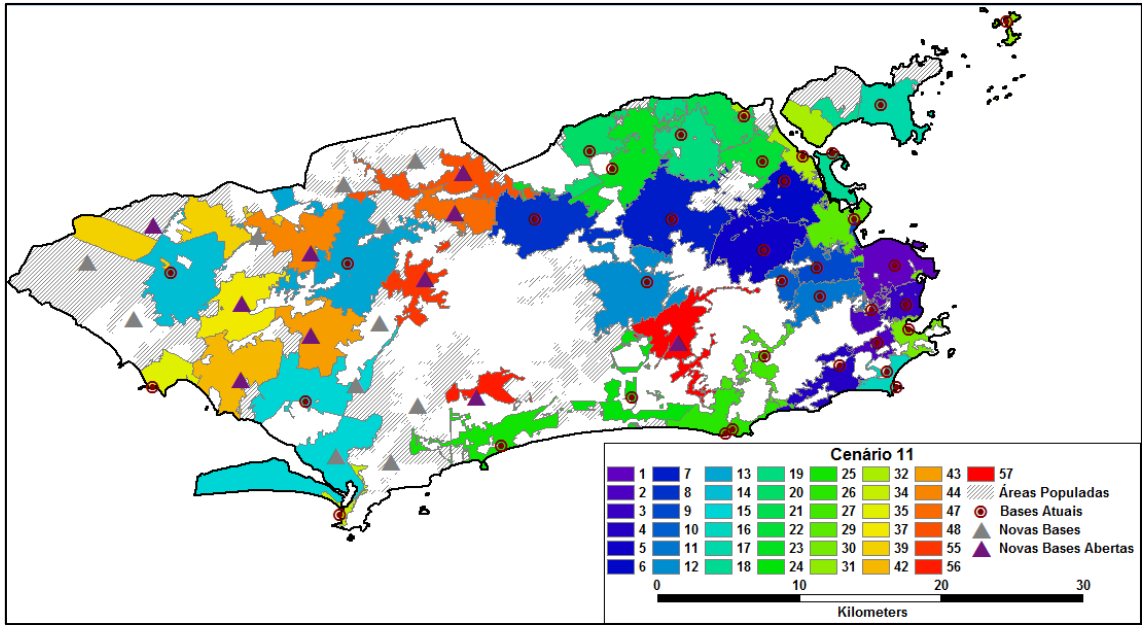 Cenário 11
1 7 13 19 25 32 43 57
2 8 14 20 26 34 44 Áreas Populadas
3 9 15 21 27 35 47 Bases Atuais
4 10 16 22 29 37 48 Novas Bases
5 11 17 23 30 39 55 Novas Bases Abertas
6 12 18 24 31 42 56
0 10 20 30
Kilometers